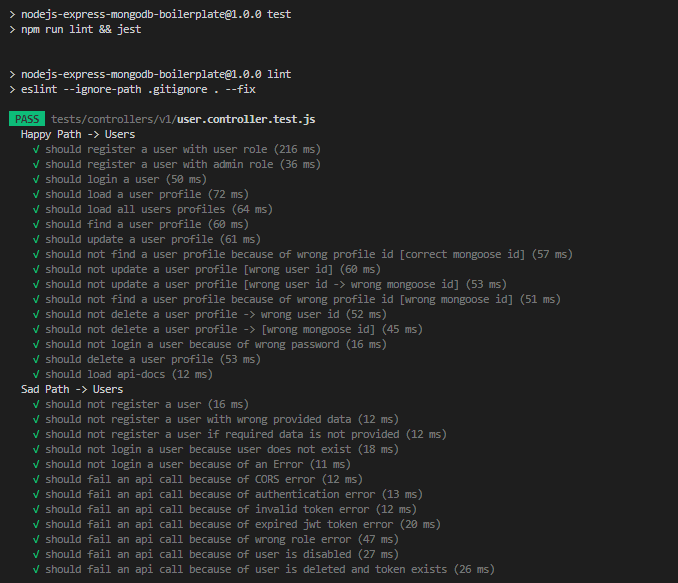 > nodejs-express-mongodb-boilerplate@1.0.0 test
> npm run lint && jest
> nodejs-express-mongodb-boilerplate@1.0.0 lint
> eslint --ignore-path .gitignore . --fix
PASS tests/controllers/v1/user.controller.test.js
Happy Path -> Users
√ should register a user with user role (216 ms)
√ should register a user with admin role (36 ms)
√ should login a user (50 ms)
√ should load a user profile (72 ms)
√ should load all users profiles (64 ms)
√ should find a user profile (60 ms)
√ should update a user profile (61 ms)
√ should not find a user profile because of wrong profile id [correct mongoose id] (57 ms)
√ should not update a user profile [wrong user id] (60 ms)
√ should not update a user profile [wrong user id -> wrong mongoose id] (53 ms)
√ should not find a user profile because of wrong profile id [wrong mongoose id] (51 ms)
√ should not delete a user profile -> wrong user id (52 ms)
√ should not delete a user profile -> [wrong mongoose id] (45 ms)
√ should not login a user because of wrong password (16 ms)
√ should delete a user profile (53 ms)
√ should load api-docs (12 ms)
Sad Path -> Users
√ should not register a user (16 ms)
√ should not register a user with wrong provided data (12 ms)
√ should not register a user if required data is not provided (12 ms)
√ should not login a user because user does not exist (18 ms)
√ should not login a user because of an Error (11 ms)
√ should fail an api call because of CORS error (12 ms)
√ should fail an api call because of authentication error (13 ms)
√ should fail an api call because of invalid token error (12 ms)
√ should fail an api call because of expired jwt token error (20 ms)
√ should fail an api call because of wrong role error (47 ms)
√ should fail an api call because of user is disabled (27 ms)
√ should fail an api call because of user is deleted and token exists (26 ms)